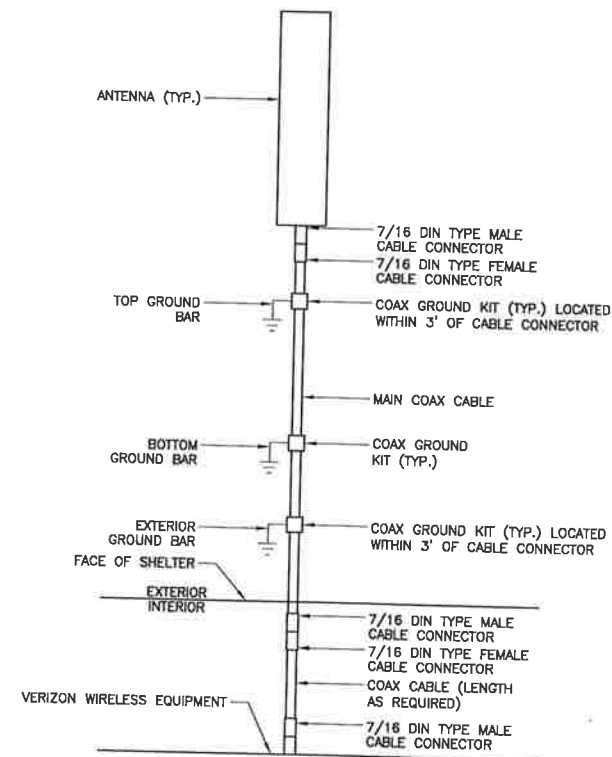 ANTENNA (TYP.)
7/16 DIN TYPE MALE
CABLE CONNECTOR
7/16 DIN TYPE FEMALE
CABLE CONNECTOR
TOP GROUND
BAR
COAX GROUND KIT (TYP.) LOCATED
WITHIN 3' OF CABLE CONNECTOR
MAIN COAX CABLE
BOTTOM
GROUND BAR
COAX GROUND
KIT (TYP.)
EXTERIOR
GROUND BAR
COAX GROUND KIT (TYP.) LOCATED
WITHIN 3' OF CABLE CONNECTOR
FACE OF SHELTER
EXTERIOR
INTERIOR
7/16 DIN TYPE MALE
CABLE CONNECTOR
7/16 DIN TYPE FEMALE
CABLE CONNECTOR
COAX CABLE (LENGTH
AS REQUIRED)
VERIZON WIRELESS EQUIPMENT
7/16 DIN TYPE MALE
CABLE CONNECTOR